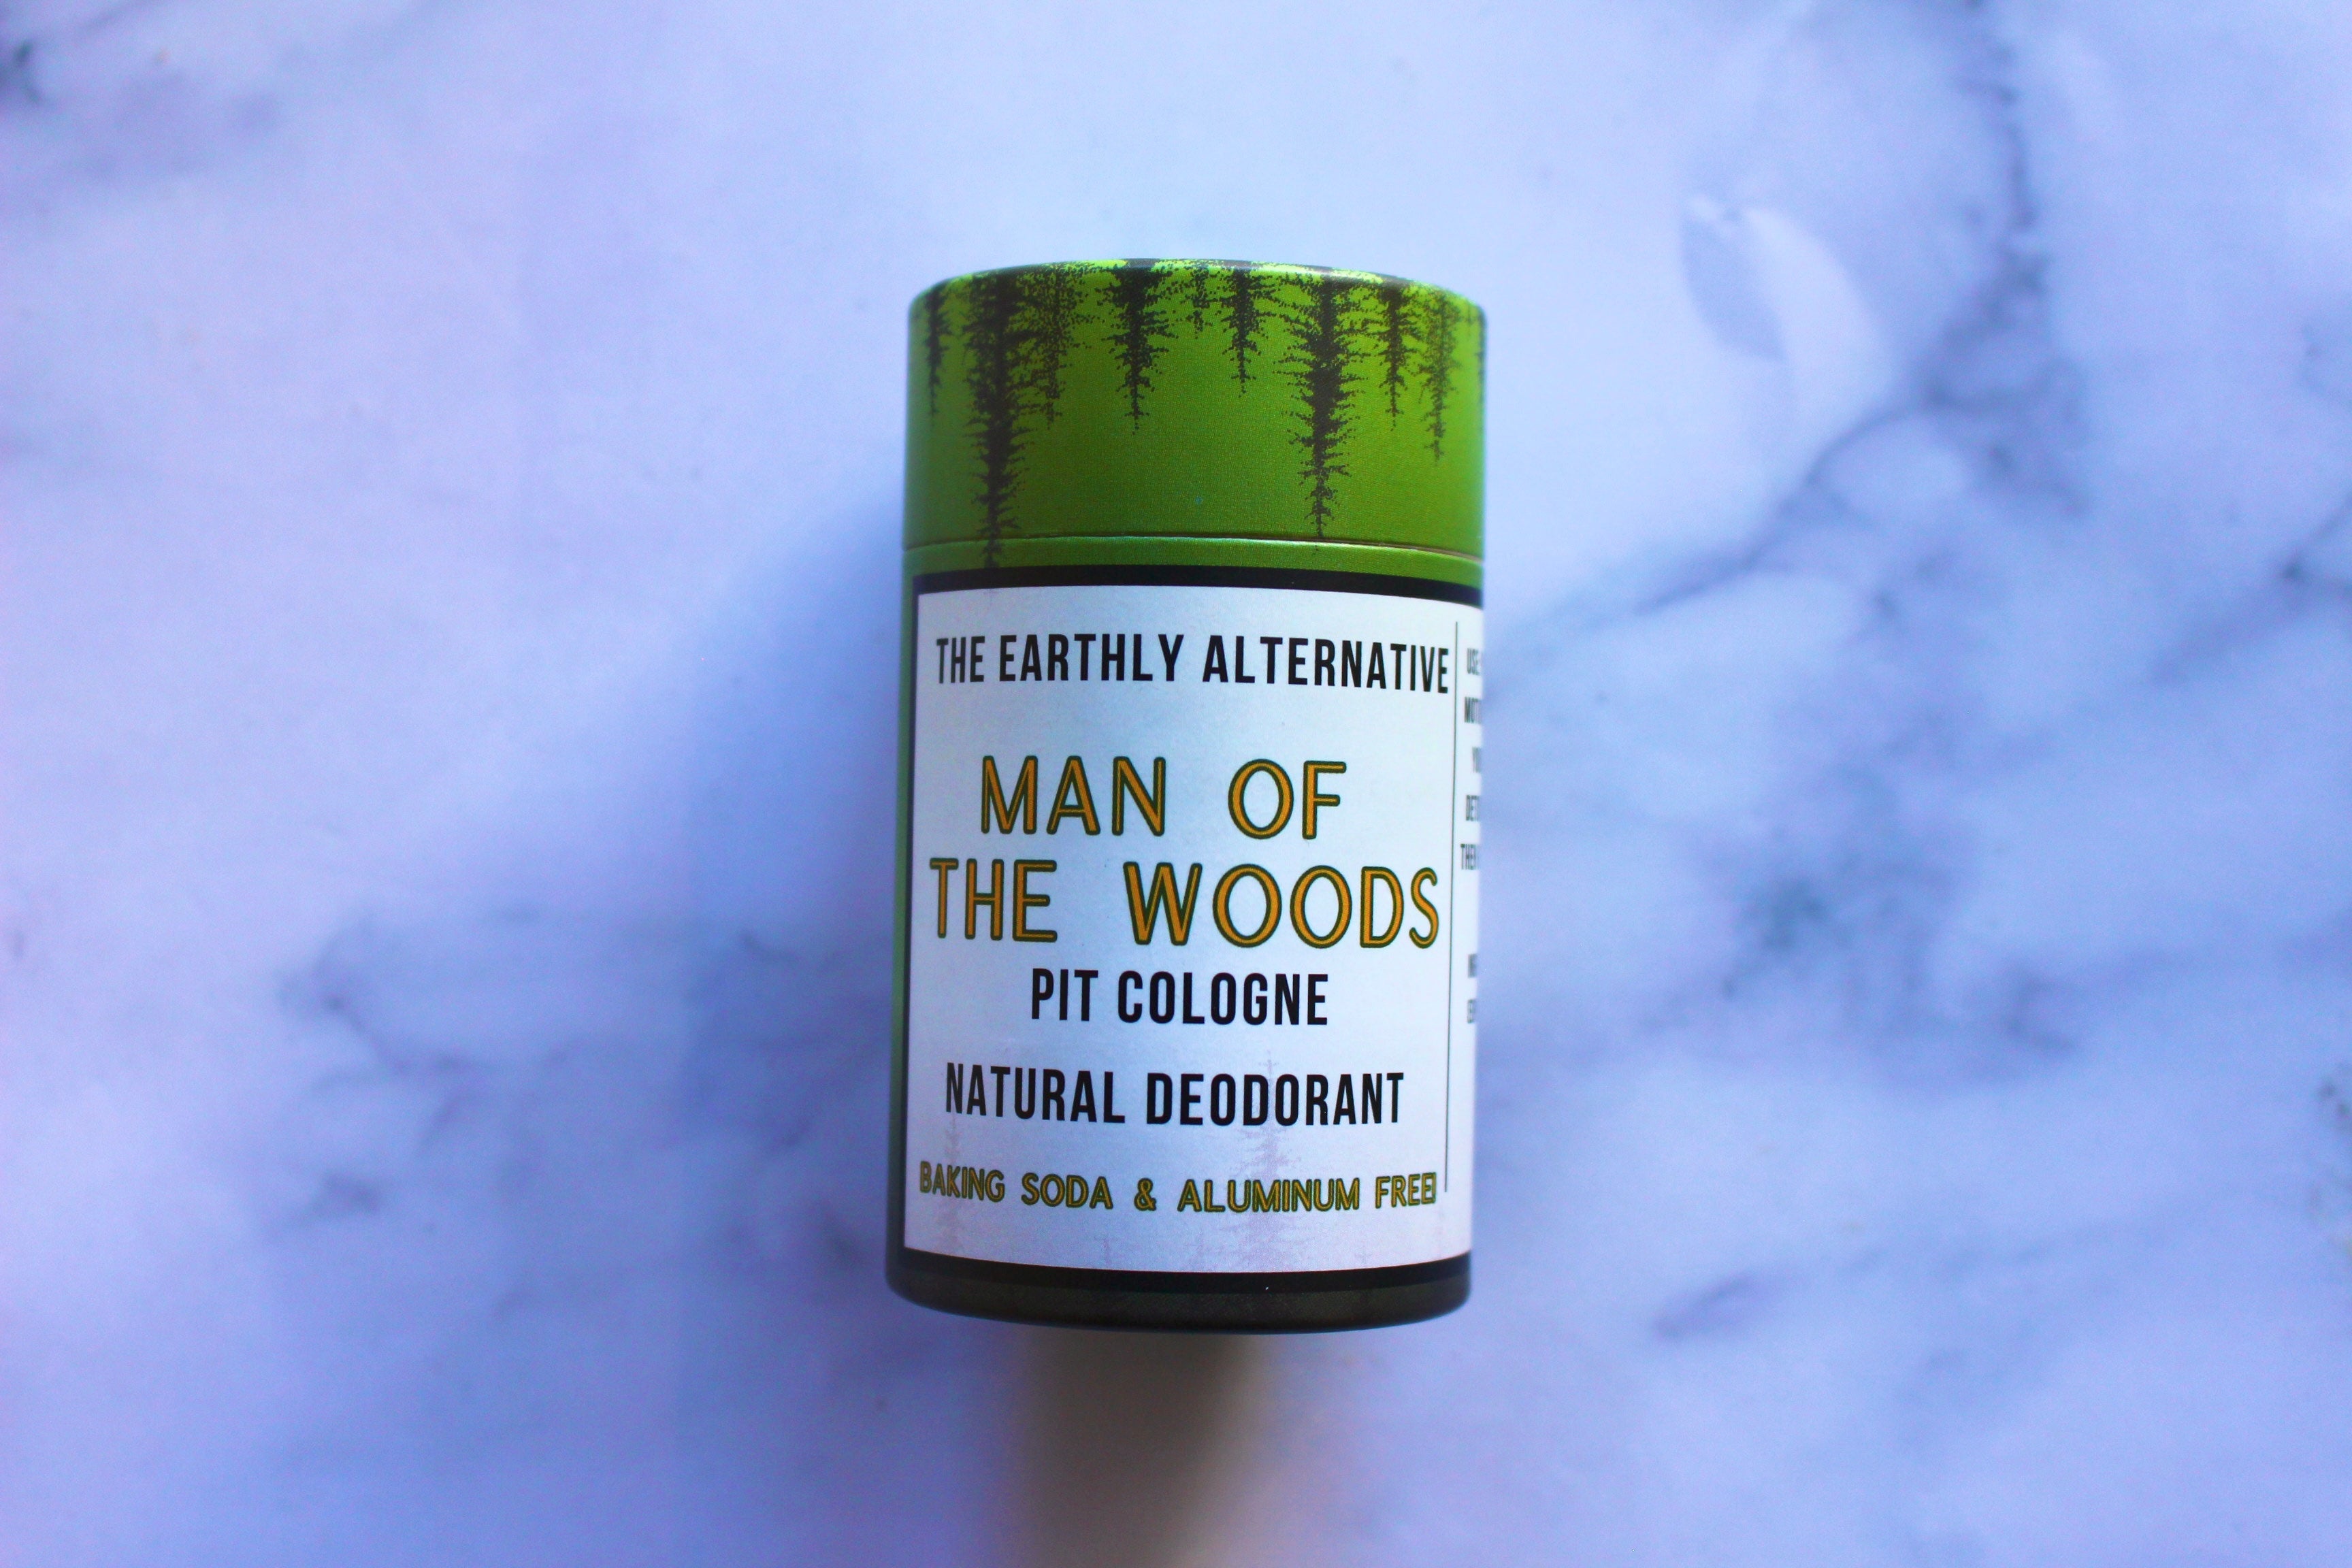 THE EARTHLY ALTERNATIVE
MAN OF
THE WOODS
PIT COLOGNE
NATURAL DEODORANT
BAKING SODA & ALUMINUM FREE!